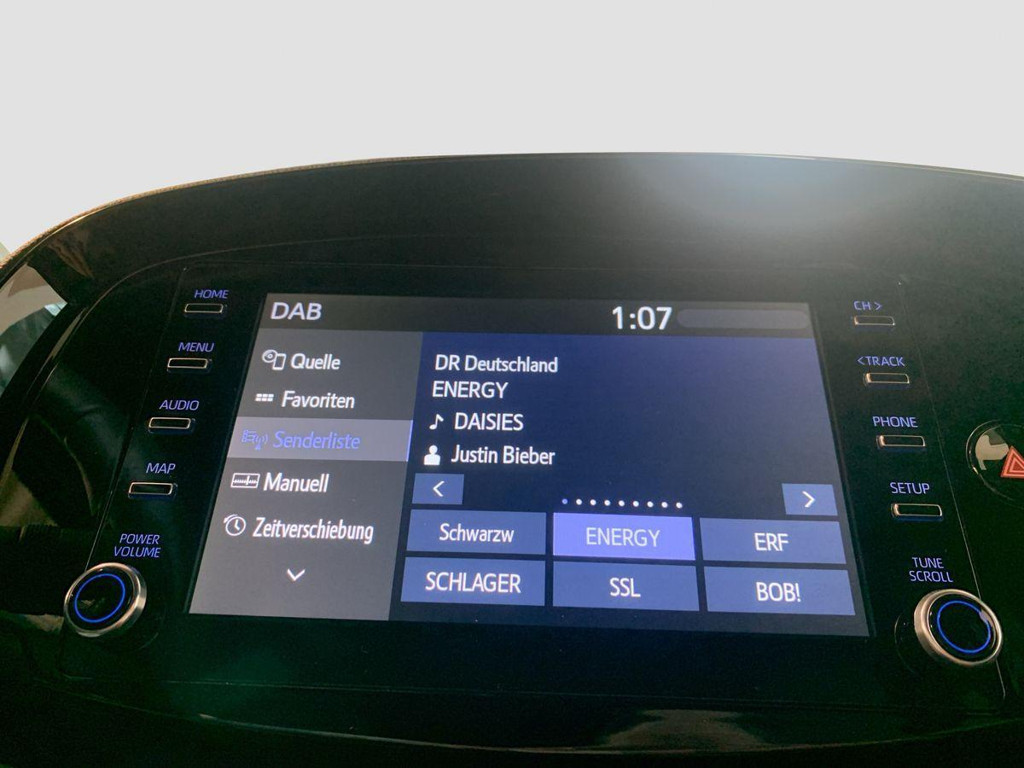 DAB
1:07
HOME
MENU
AUDIO
MAP
POWER
VOLUME
Quelle
Favoriten
Senderliste
Manuell
Zeitverschiebung
DR Deutschland
ENERGY
DAISIES
Justin Bieber
<
>
Schwarzw
ENERGY
ERF
SCHLAGER
SSL
BOB!
CH >
<TRACK
PHONE
SETUP
TUNE
SCROLL